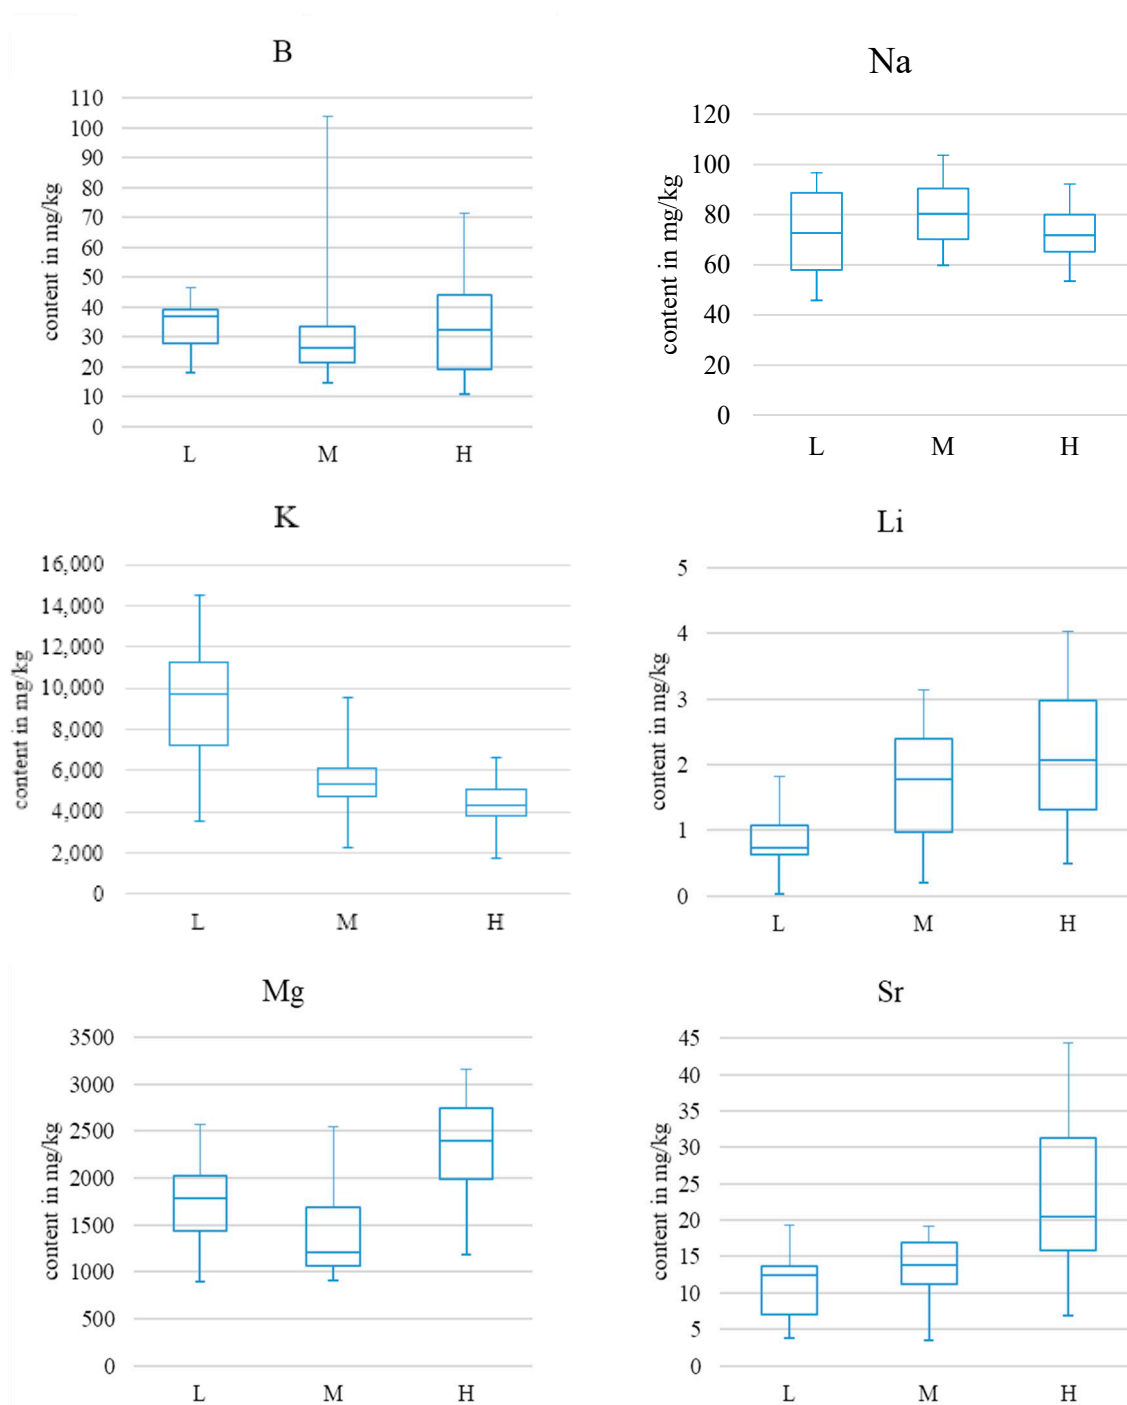 B
110
100
90
80
70
60
50
40
30
20
10
0
content in mg/kg
L M H
Na
120
100
80
60
40
20
0
content in mg/kg
L M H
K
16,000
14,000
12,000
10,000
8,000
6,000
4,000
2,000
0
content in mg/kg
L M H
Li
5
4
3
2
1
0
content in mg/kg
L M H
Mg
3500
3000
2500
2000
1500
1000
500
0
content in mg/kg
L M H
Sr
45
40
35
30
25
20
15
10
5
0
content in mg/kg
L M H